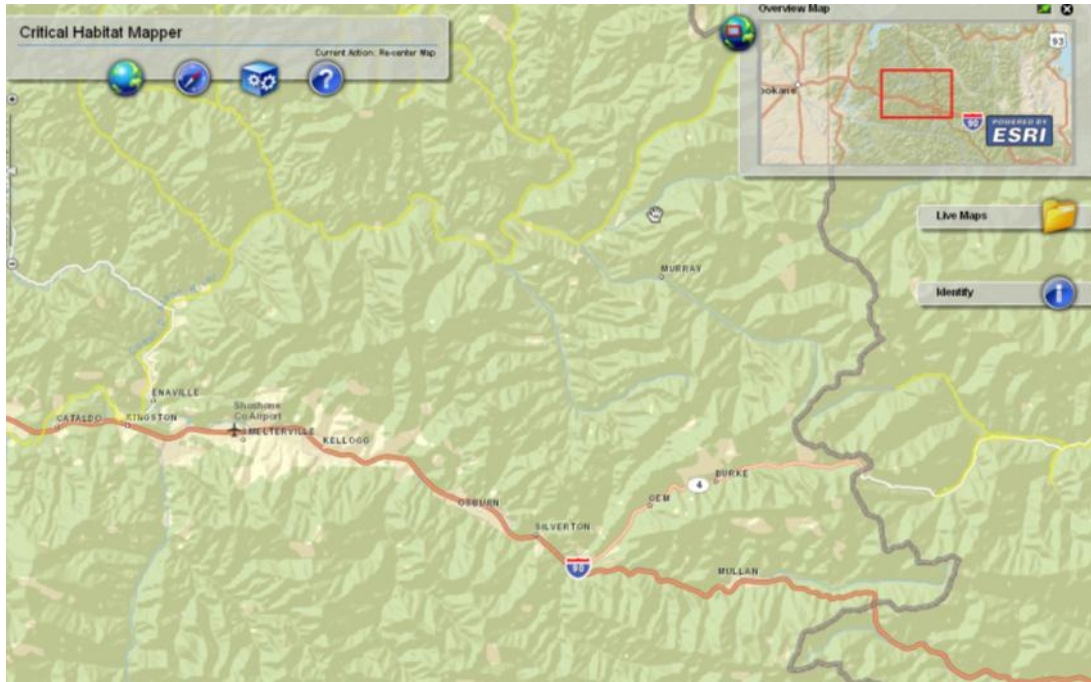 Overview Map
Critical Habitat Mapper
Current Action: Re-center Map
93
90
POWERED BY
ESRI
Live Maps
MURRAY
Identify
ENAVILLE
Shoshone
Co Airport
CATALDO
KINGSTON
MELTERVILLE
KELLOGG
BURKE
4
GEM
OSBURN
SILVERTON
90
MULLAN